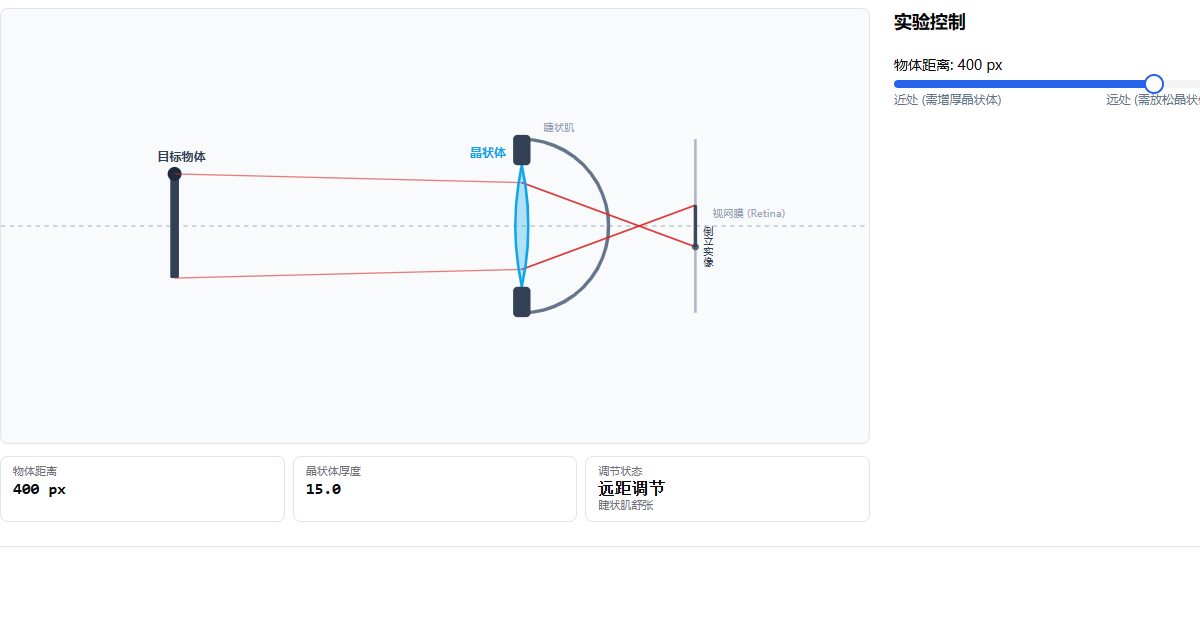 实验控制
物体距离: 400 px
近处 (需增厚晶状体)
远处 (需放松晶状
睫状肌
晶状体
目标物体
视网膜 (Retina)
倒立实像
物体距离
400 px
晶状体厚度
15.0
调节状态
远距调节
睫状肌舒张